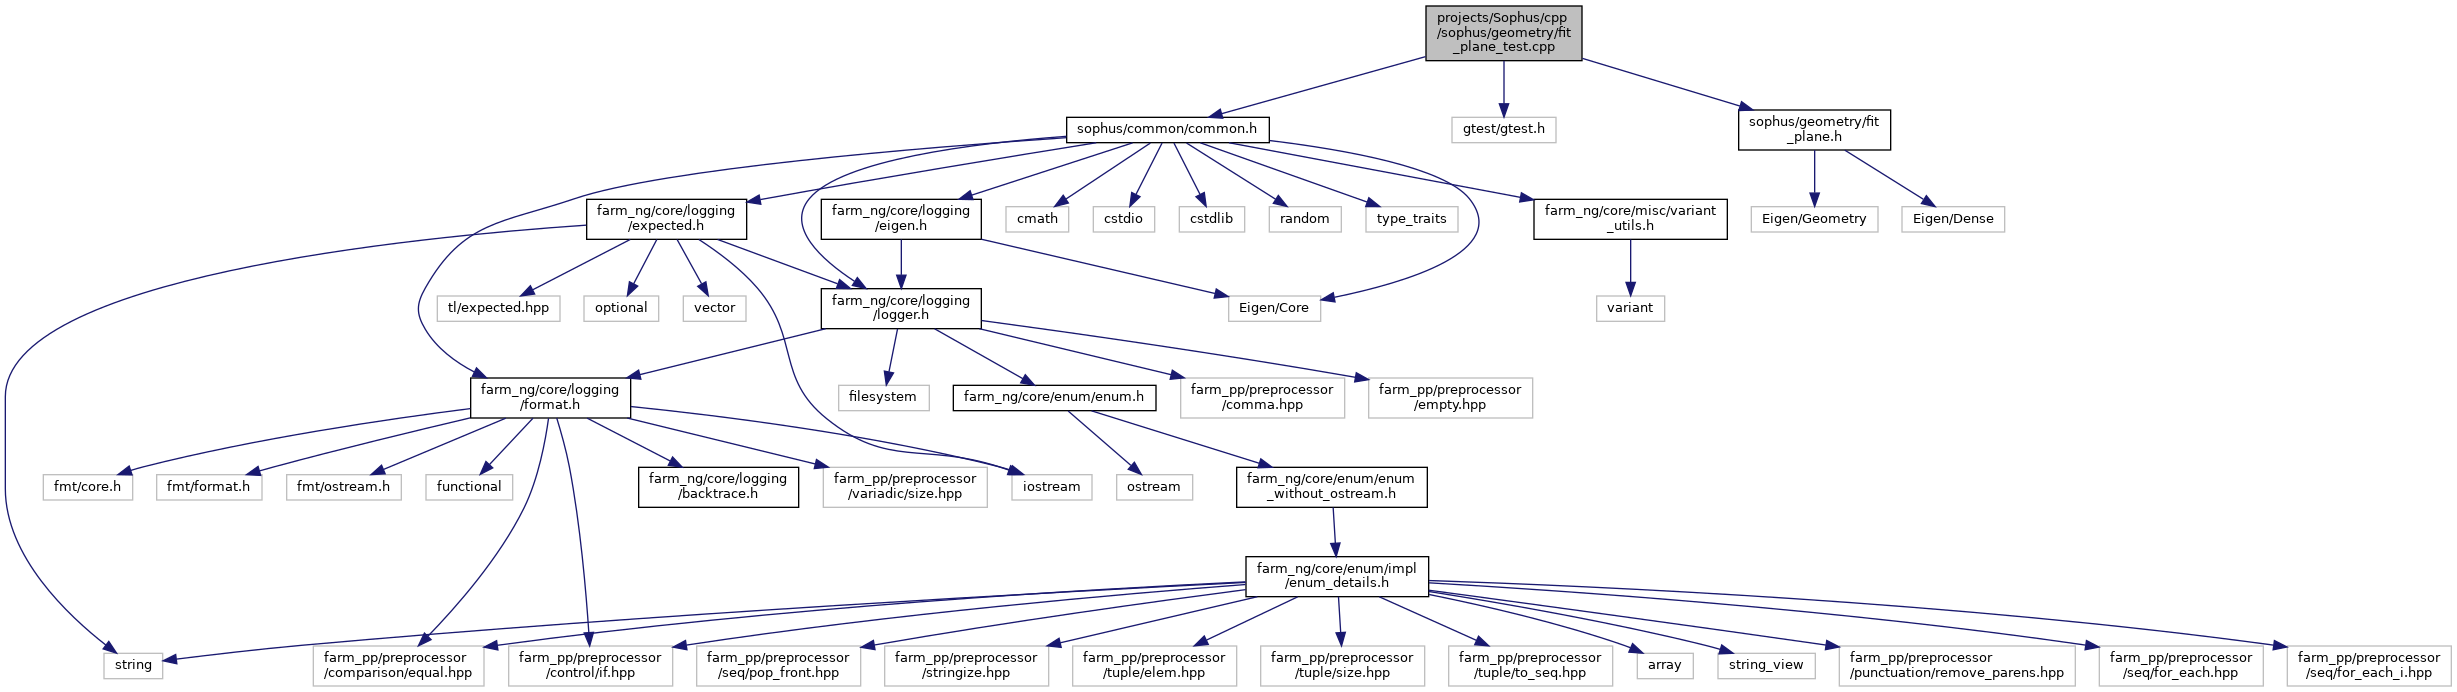 projects/Sophus/cpp
/sophus/geometry/fit
_plane_test.cpp
sophus/common/common.h
gtest/gtest.h
sophus/geometry/fit
_plane.h
farm_ng/core/logging
/expected.h
farm_ng/core/logging
/eigen.h
cmath
cstdio
cstdlib
random
type_traits
farm_ng/core/misc/variant
_utils.h
Eigen/Geometry
Eigen/Dense
tl/expected.hpp
optional
vector
farm_ng/core/logging
/logger.h
Eigen/Core
variant
farm_ng/core/logging
/format.h
filesystem
farm_ng/core/enum/enum.h
farm_pp/preprocessor
/comma.hpp
farm_pp/preprocessor
/empty.hpp
fmt/core.h
fmt/format.h
fmt/ostream.h
functional
farm_ng/core/logging
/backtrace.h
farm_pp/preprocessor
/variadic/size.hpp
iostream
ostream
farm_ng/core/enum/enum
_without_ostream.h
farm_ng/core/enum/impl
/enum_details.h
string
farm_pp/preprocessor
/comparison/equal.hpp
farm_pp/preprocessor
/control/if.hpp
farm_pp/preprocessor
/seq/pop_front.hpp
farm_pp/preprocessor
/stringize.hpp
farm_pp/preprocessor
/tuple/elem.hpp
farm_pp/preprocessor
/tuple/size.hpp
farm_pp/preprocessor
/tuple/to_seq.hpp
array
string_view
farm_pp/preprocessor
/punctuation/remove_parens.hpp
farm_pp/preprocessor
/seq/for_each.hpp
farm_pp/preprocessor
/seq/for_each_i.hpp